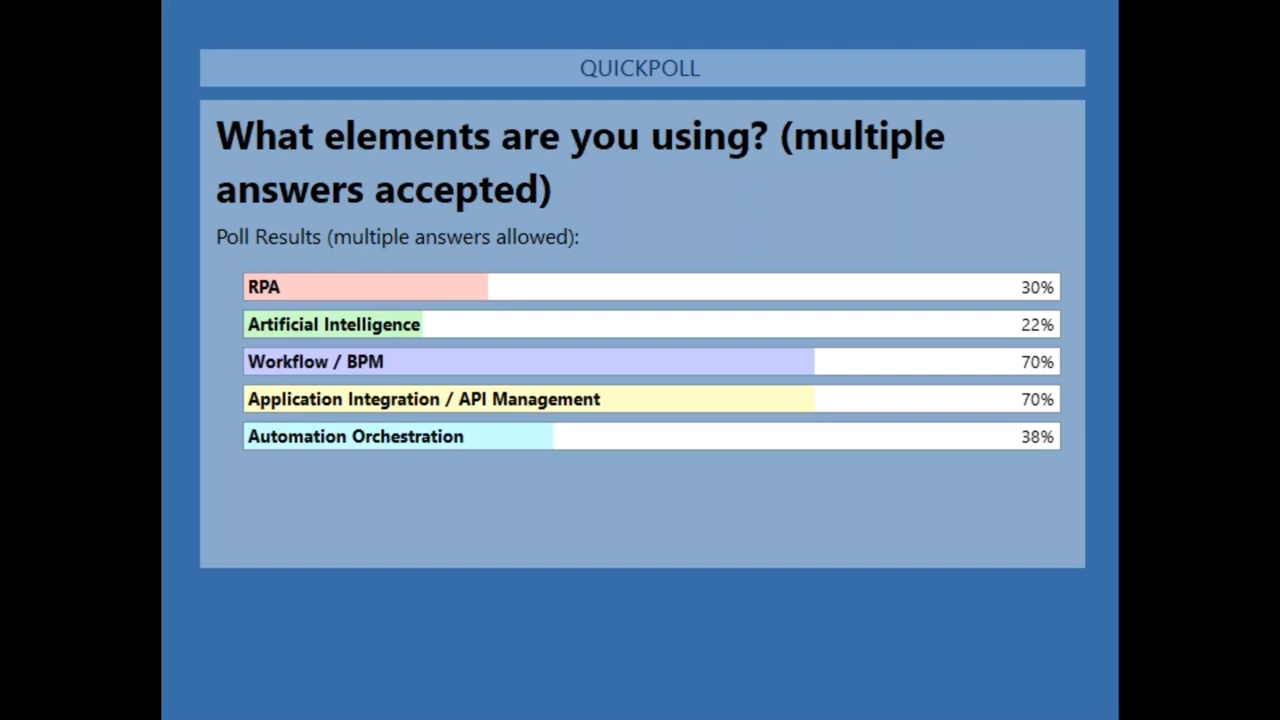 QUICKPOLL
What elements are you using? (multiple
answers accepted)
Poll Results (multiple answers allowed):
RPA 30%
Artificial Intelligence 22%
Workflow / BPM 70%
Application Integration / API Management 70%
Automation Orchestration 38%